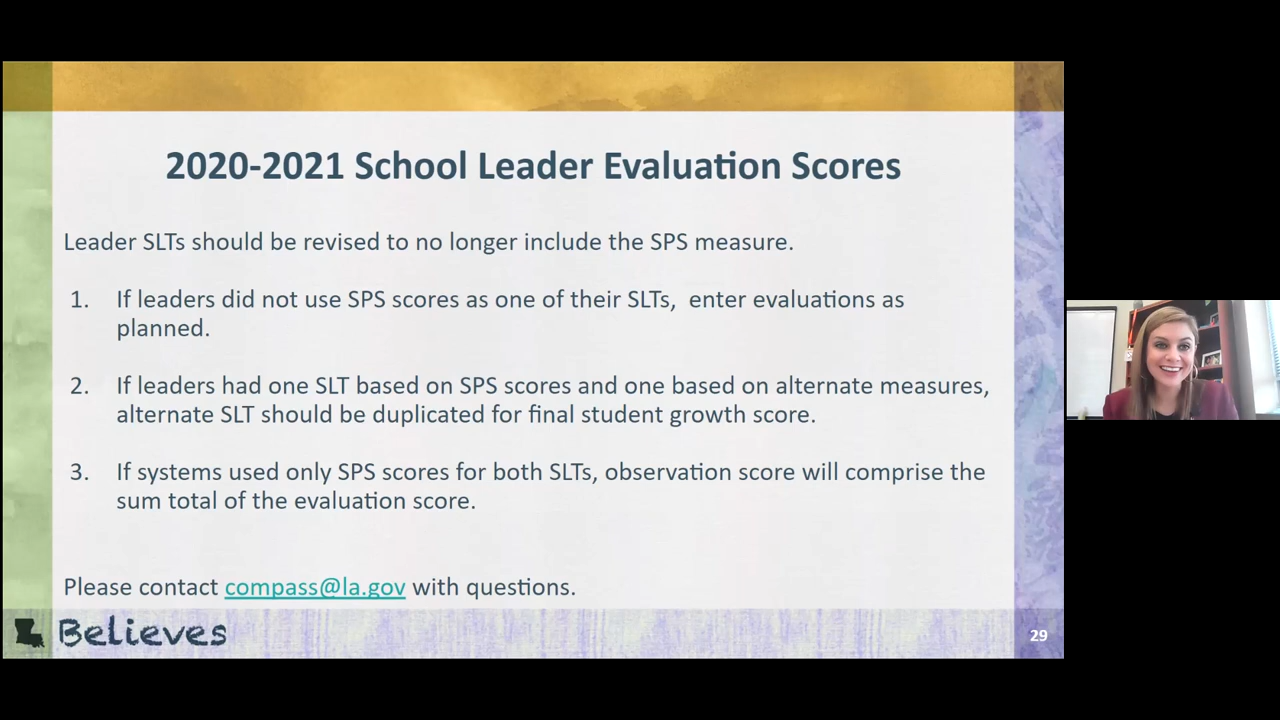 2020-2021 School Leader Evaluation Scores
Leader SLTs should be revised to no longer include the SPS measure.
1. If leaders did not use SPS scores as one of their SLTs,  enter evaluations as
planned.
2. If leaders had one SLT based on SPS scores and one based on alternate measures,
alternate SLT should be duplicated for final student growth score.
3. If systems used only SPS scores for both SLTs, observation score will comprise the
sum total of the evaluation score.
Please contact compass@la.gov with questions.
Believes
29